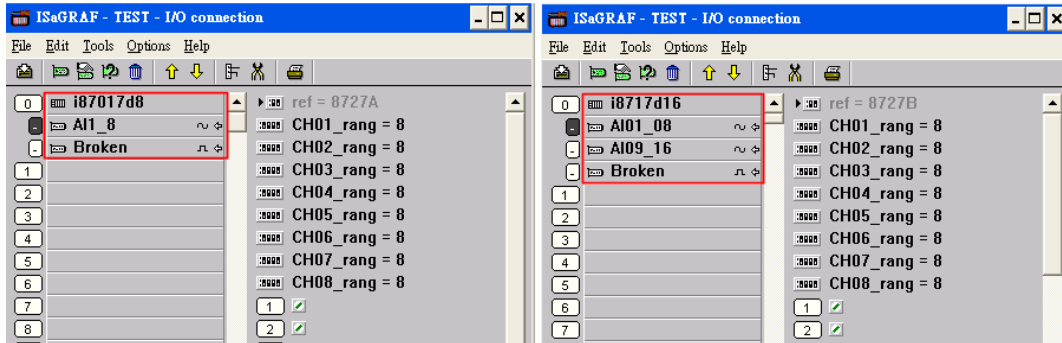 ISaGRAF - TEST - I/O connection
File Edit Tools Options Help
0 i87017d8
- AI1_8
- Broken
1
2
3
4
5
6
7
8
ref = 8727A
CH01_rang = 8
CH02_rang = 8
CH03_rang = 8
CH04_rang = 8
CH05_rang = 8
CH06_rang = 8
CH07_rang = 8
CH08_rang = 8
1
2
ISaGRAF - TEST - I/O connection
File Edit Tools Options Help
0 i8717d16
- AI01_08
- AI09_16
- Broken
1
2
3
4
5
6
7
ref = 8727B
CH01_rang = 8
CH02_rang = 8
CH03_rang = 8
CH04_rang = 8
CH05_rang = 8
CH06_rang = 8
CH07_rang = 8
CH08_rang = 8
1
2